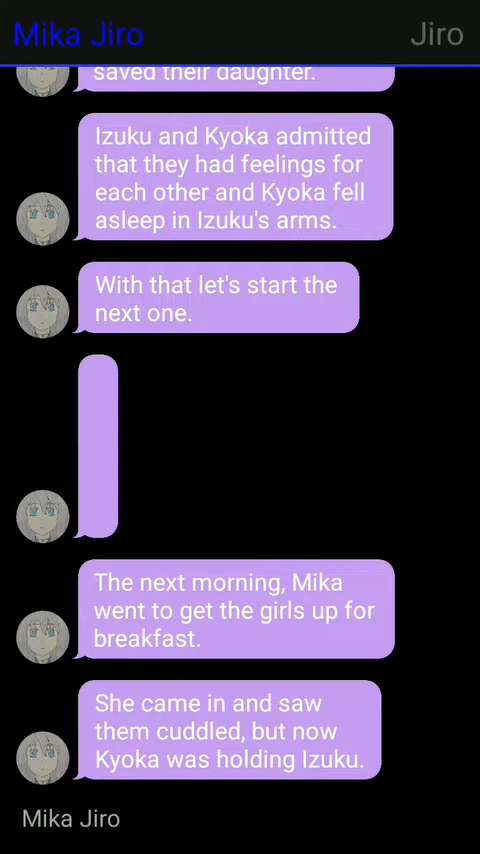 Mika Jiro
Jiro
saved their daughter.
Izuku and Kyoka admitted
that they had feelings for
each other and Kyoka fell
asleep in Izuku's arms.
With that let's start the
next one.
The next morning, Mika
went to get the girls up for
breakfast.
She came in and saw
them cuddled, but now
Kyoka was holding Izuku.
Mika Jiro